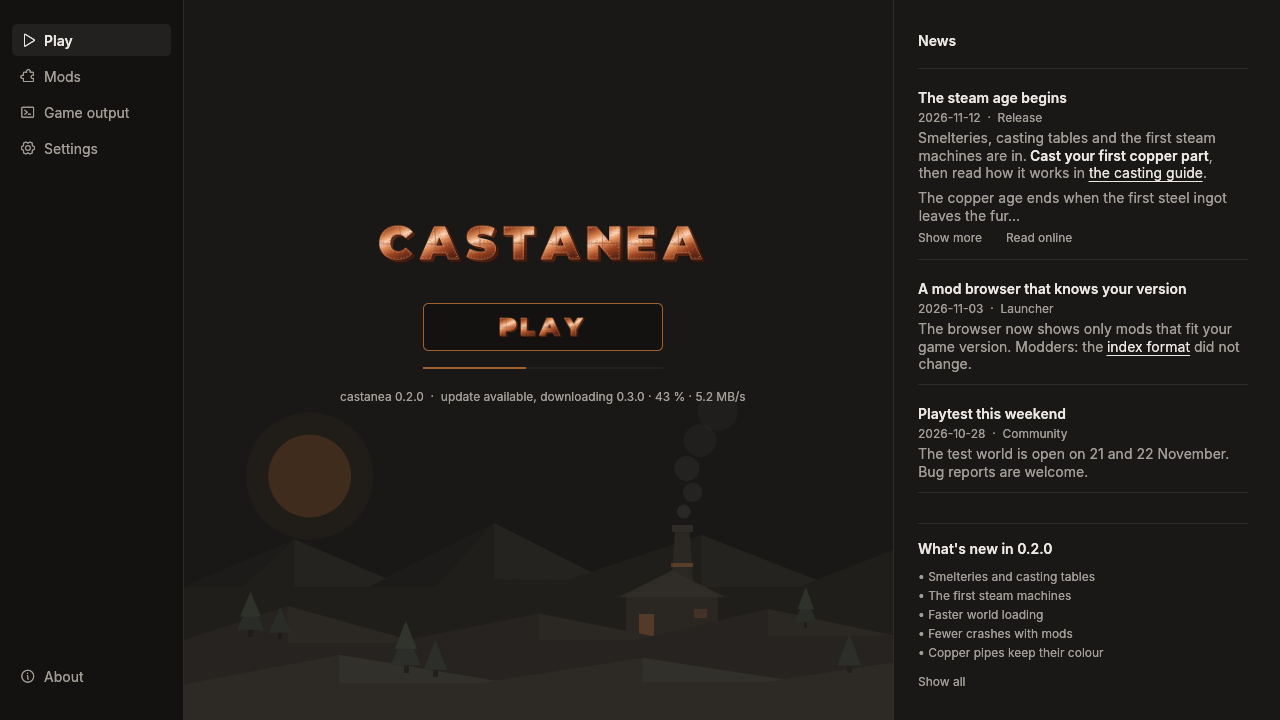 Play
Mods
Game output
Settings
About
CASTANEA
PLAY
castanea 0.2.0 · update available, downloading 0.3.0 · 43 % · 5.2 MB/s
News
The steam age begins
2026-11-12 · Release
Smelteries, casting tables and the first steam
machines are in. Cast your first copper part,
then read how it works in the casting guide.
The copper age ends when the first steel ingot
leaves the fur...
Show more Read online
A mod browser that knows your version
2026-11-03 · Launcher
The browser now shows only mods that fit your
game version. Modders: the index format did not
change.
Playtest this weekend
2026-10-28 · Community
The test world is open on 21 and 22 November.
Bug reports are welcome.
What's new in 0.2.0
• Smelteries and casting tables
• The first steam machines
• Faster world loading
• Fewer crashes with mods
• Copper pipes keep their colour
Show all